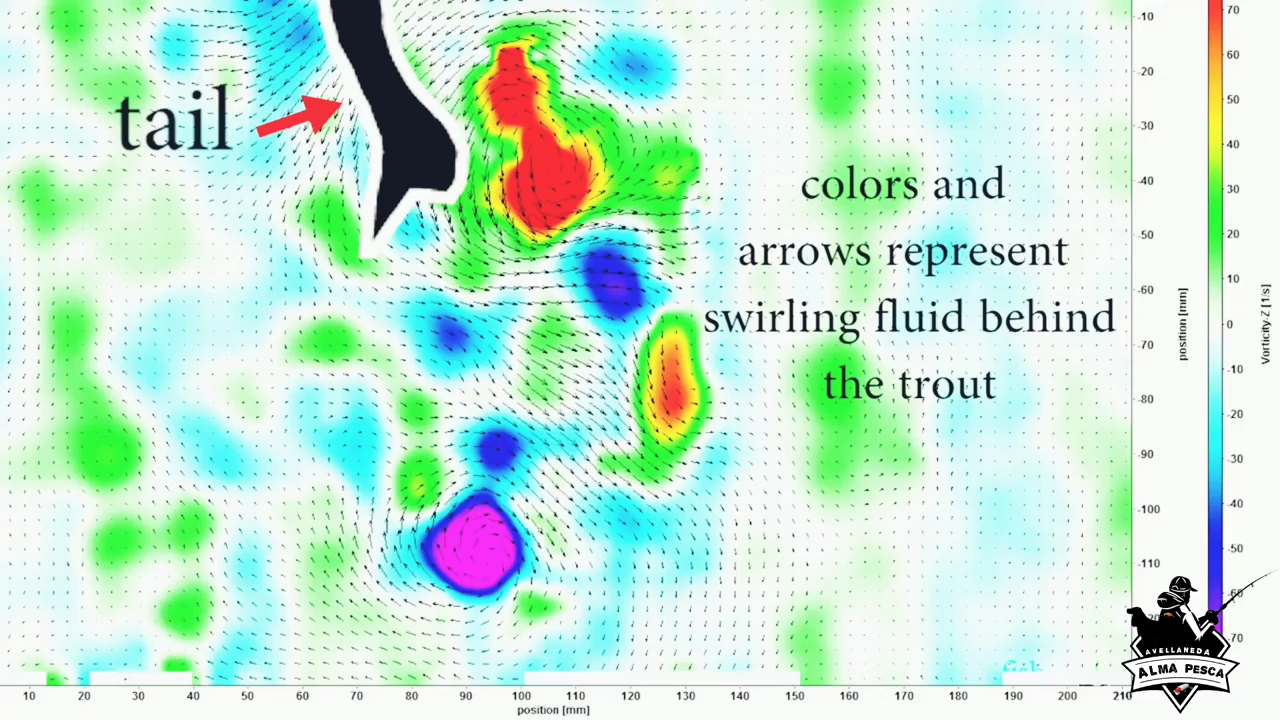 tail
colors and
arrows represent
swirling fluid behind
the trout
-10
-20
-30
-40
-50
-60
-70
-80
-90
-100
-110
position [mm]
70
60
50
40
30
20
10
0
-10
-20
-30
-40
-50
-60
-70
Vorticity Z [1/s]
10 20 30 40 50 60 70 80 90 100 110 120 130 140 150 160 170 180 190 200 210
position [mm]
AVELLANEDA
ALMA PESCA